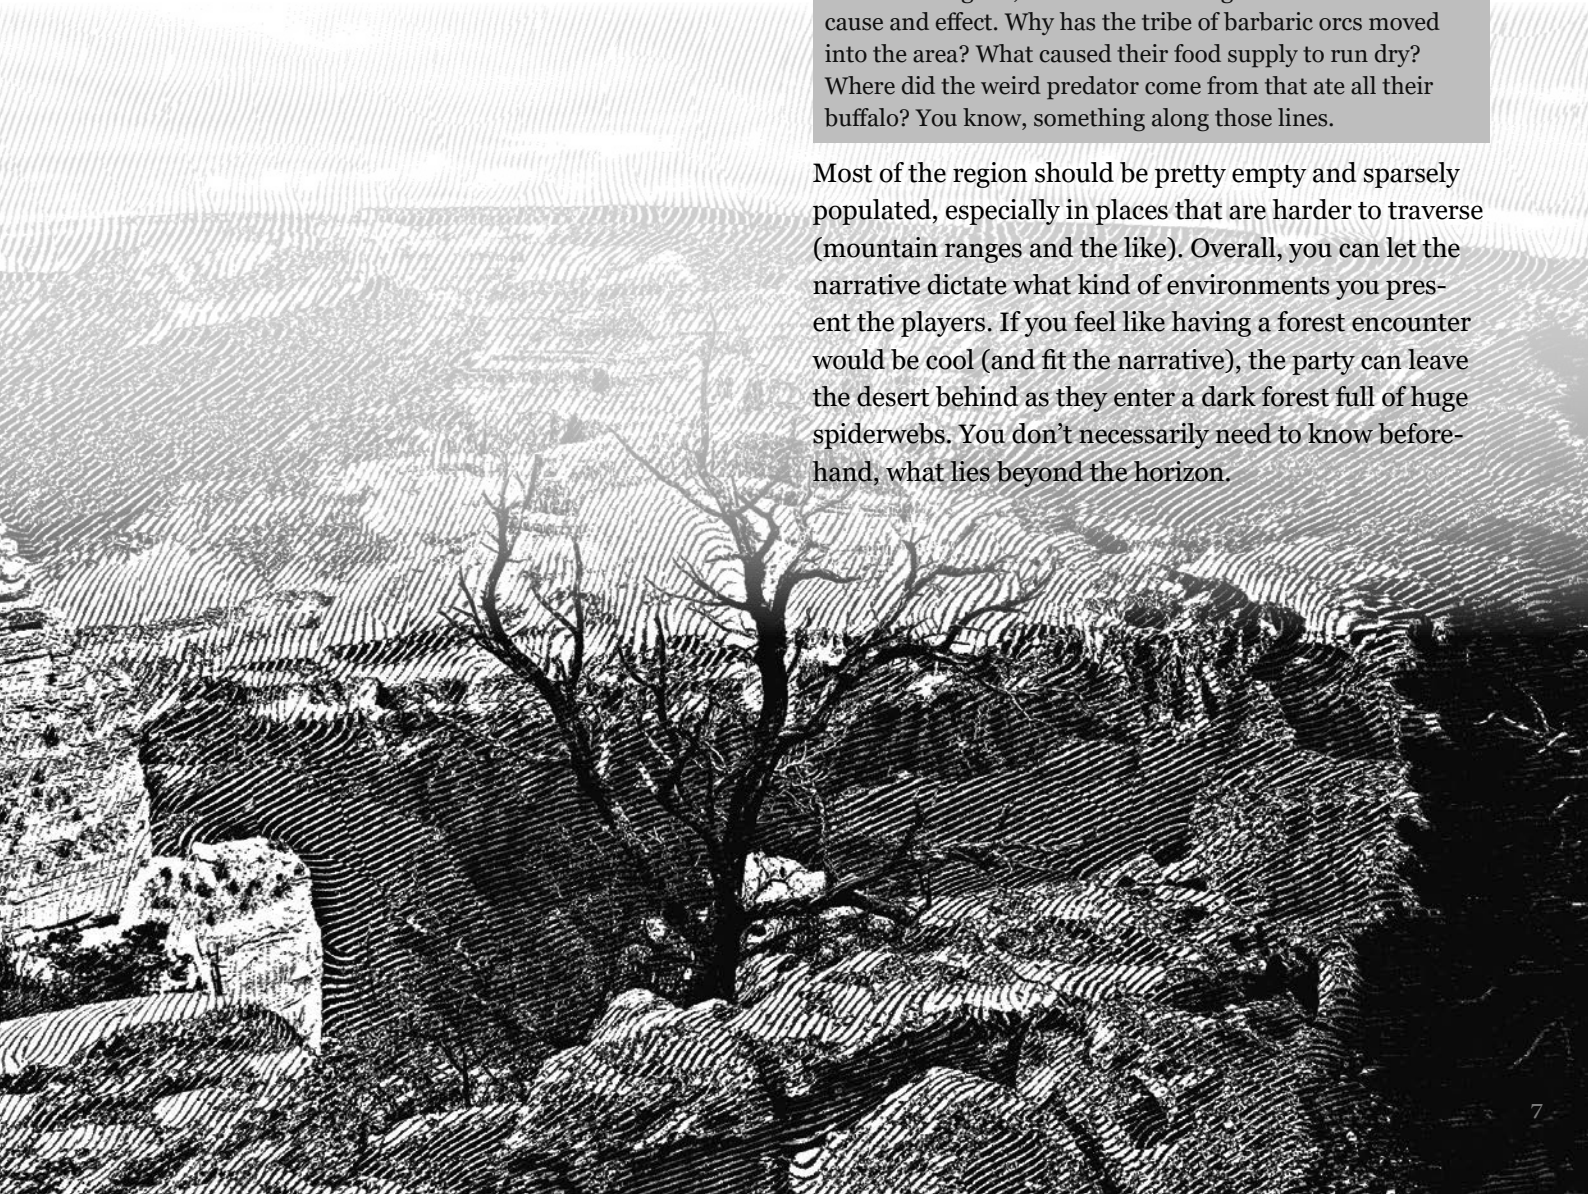 cause and effect. Why has the tribe of barbaric orcs moved
into the area? What caused their food supply to run dry?
Where did the weird predator come from that ate all their
buffalo? You know, something along those lines.
Most of the region should be pretty empty and sparsely
populated, especially in places that are harder to traverse
(mountain ranges and the like). Overall, you can let the
narrative dictate what kind of environments you pres-
ent the players. If you feel like having a forest encounter
would be cool (and fit the narrative), the party can leave
the desert behind as they enter a dark forest full of huge
spiderwebs. You don’t necessarily need to know before-
hand, what lies beyond the horizon.
7